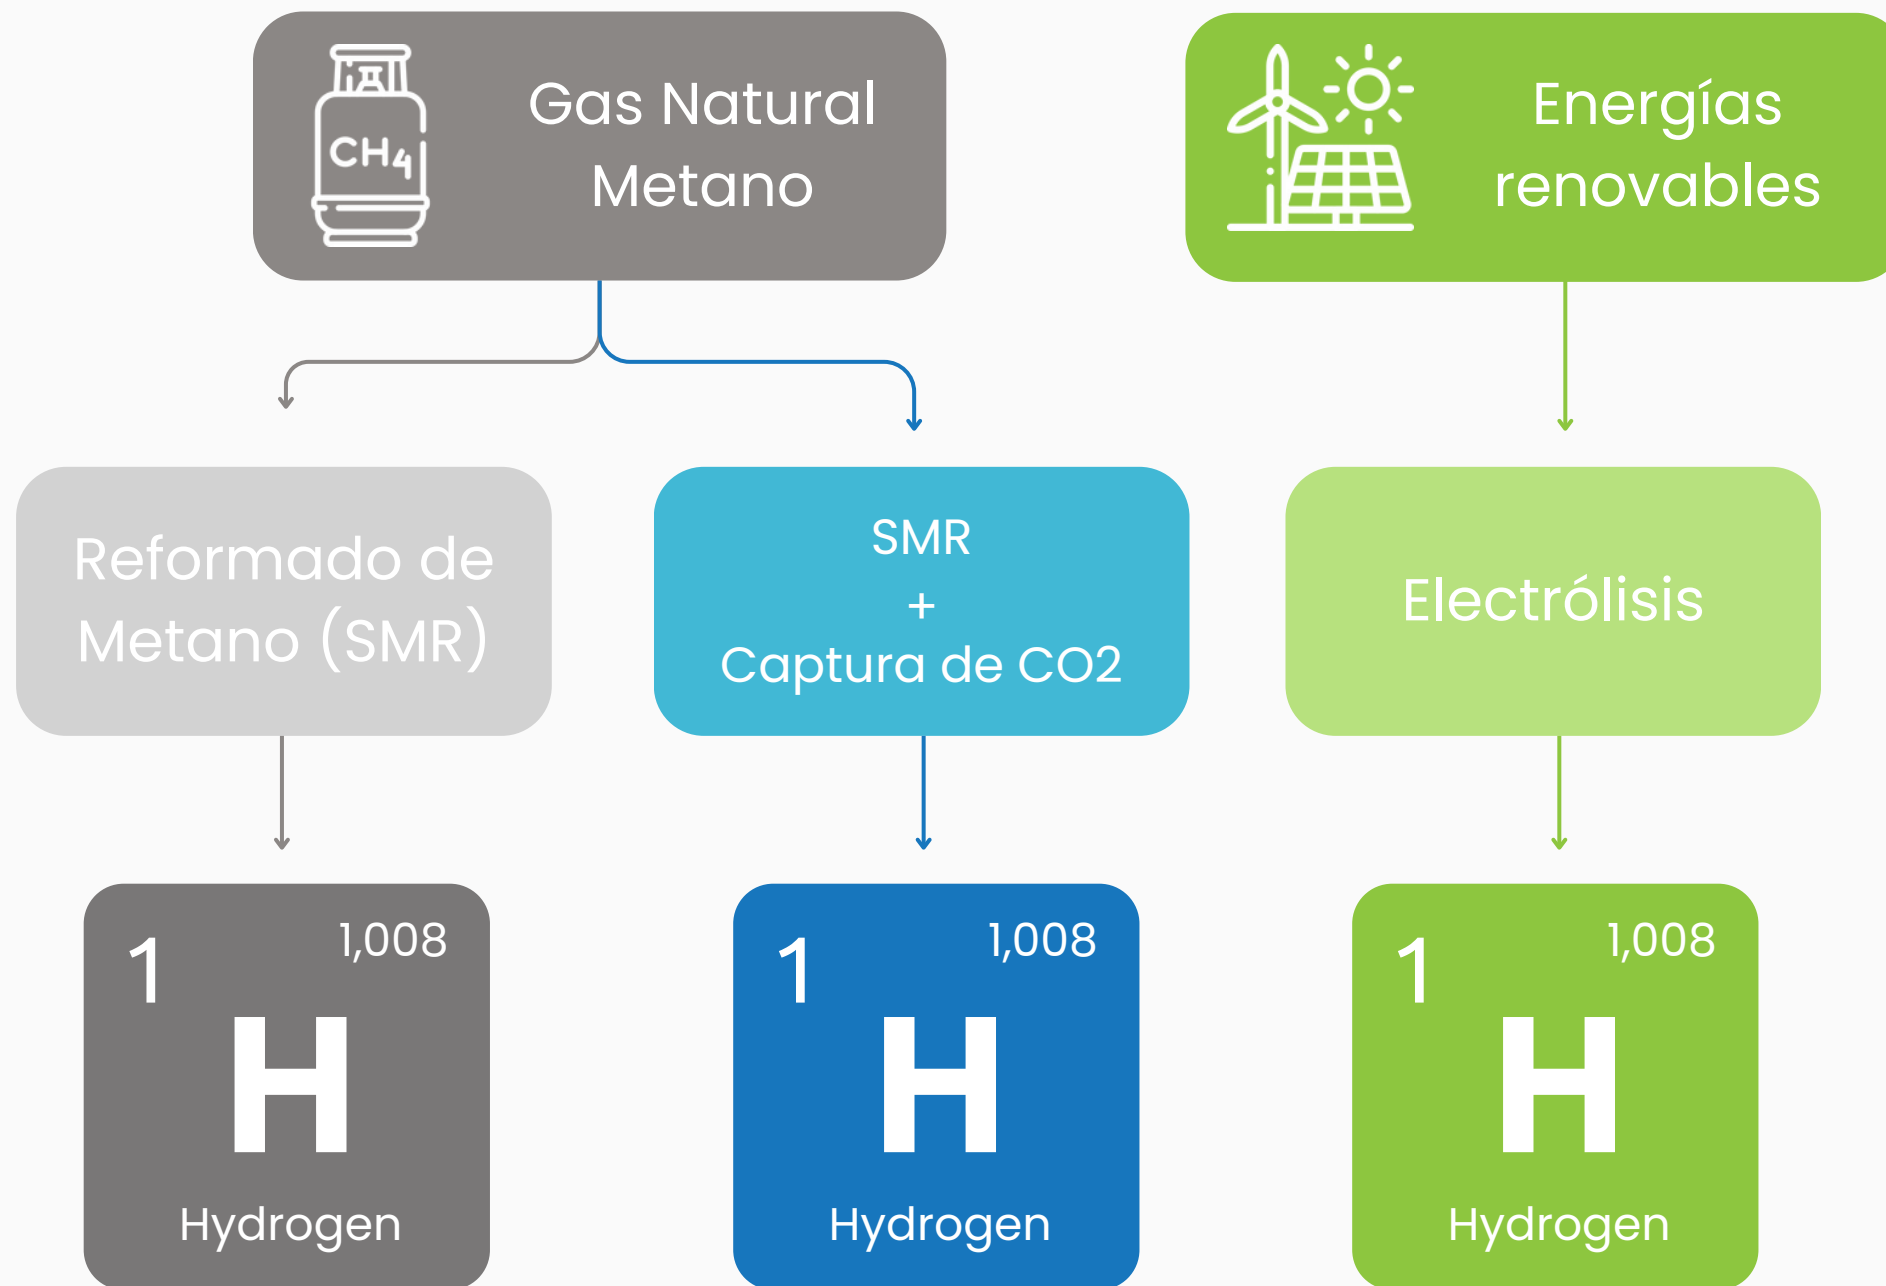 CH4
Gas Natural
Metano
Energías
renovables
Reformado de
Metano (SMR)
SMR
+
Captura de CO2
Electrólisis
1
1,008
H
Hydrogen
1
1,008
H
Hydrogen
1
1,008
H
Hydrogen